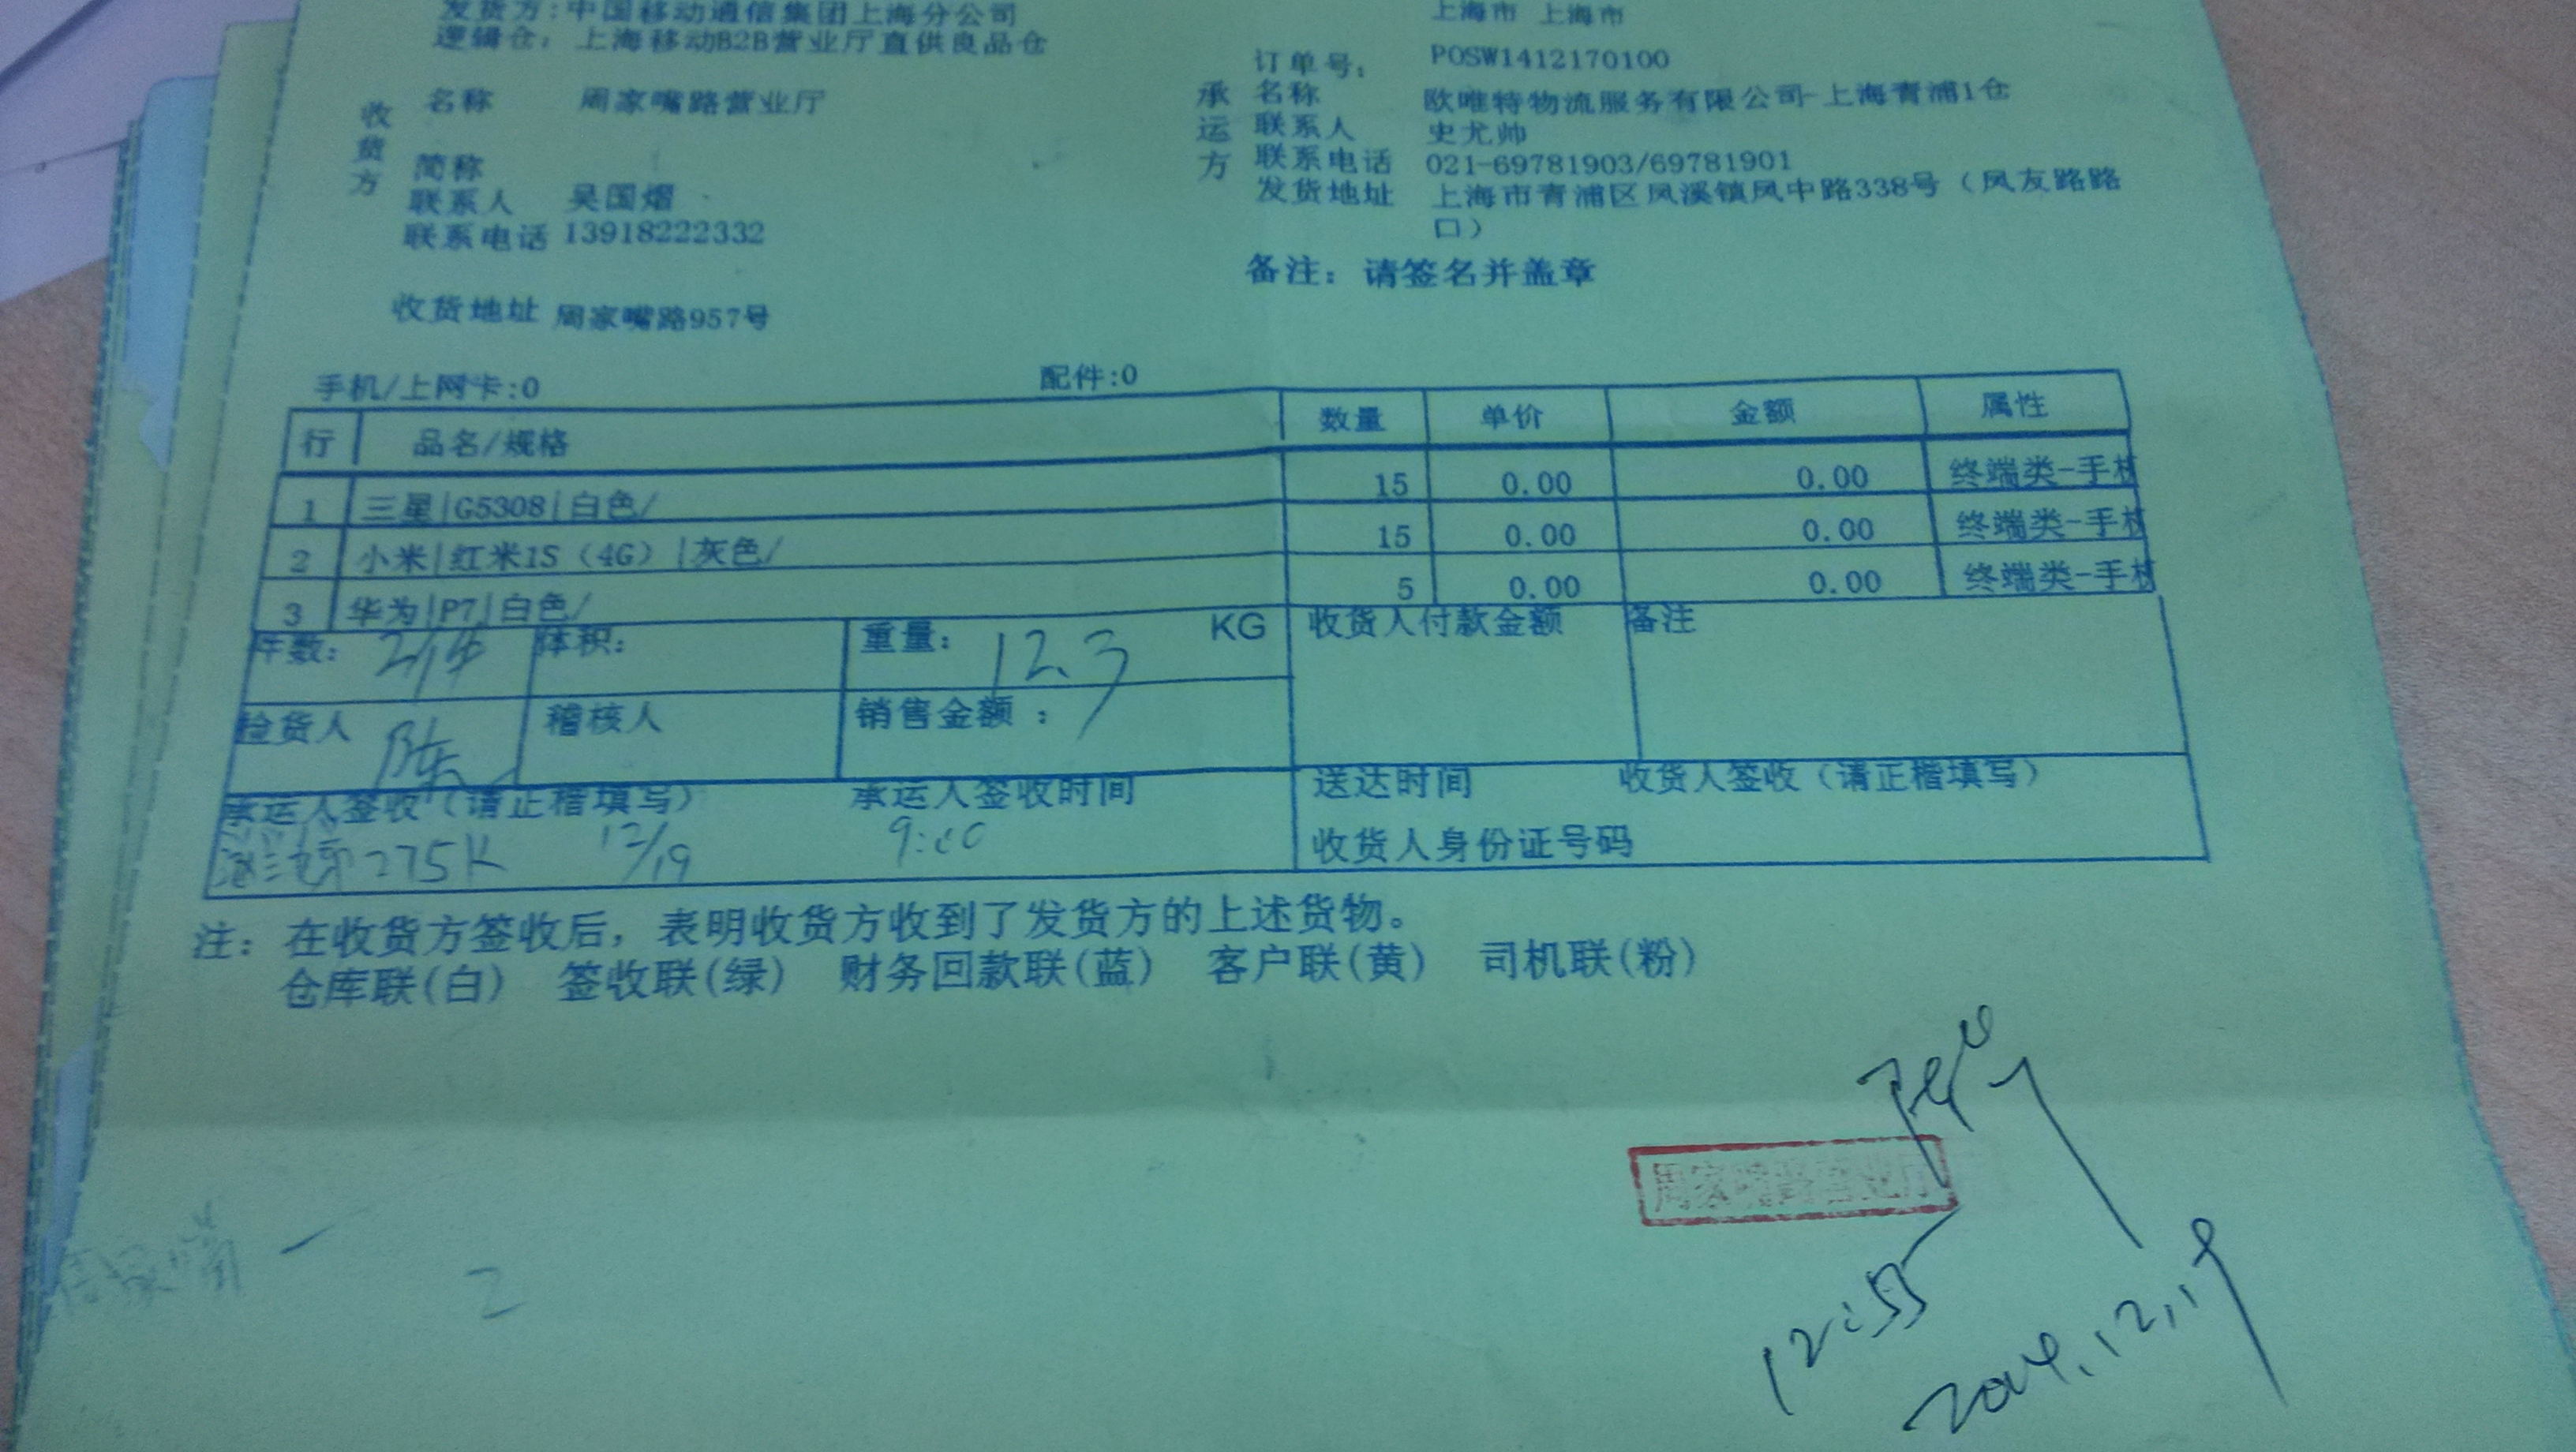 发货方:中国移动通信集团上海分公司
逻辑仓: 上海移动B2B营业厅直供良品仓
收货方
名称 周家嘴路营业厅
简称
联系人 吴国熠
联系电话 13918222332
收货地址 周家嘴路957号
上海市 上海市
订单号: POSW1412170100
承运方
名称 欧唯特物流服务有限公司-上海青浦1仓
联系人 史尤帅
联系电话 021-69781903/69781901
发货地址 上海市青浦区凤溪镇凤中路338号（凤友路路
口）
备注: 请签名并盖章
手机/上网卡:0 配件:0
行 品名/规格 数量 单价 金额 属性
1 三星|G5308|白色/ 15 0.00 0.00 终端类-手机
2 小米|红米1S（4G）|灰色/ 15 0.00 0.00 终端类-手机
3 华为|P7|白色/ 5 0.00 0.00 终端类-手机
件数: 2件 体积: 重量: 12.3 KG 收货人付款金额 备注
捡货人 陈 稽核人 销售金额 :
承运人签收（请正楷填写） 承运人签收时间 送达时间 收货人签收（请正楷填写）
275K 12/19 9:00 收货人身份证号码
注: 在收货方签收后, 表明收货方收到了发货方的上述货物。
仓库联(白) 签收联(绿) 财务回款联(蓝) 客户联(黄) 司机联(粉)
周家嘴路营业厅
周家嘴 一
2
12:55
2014.12.19